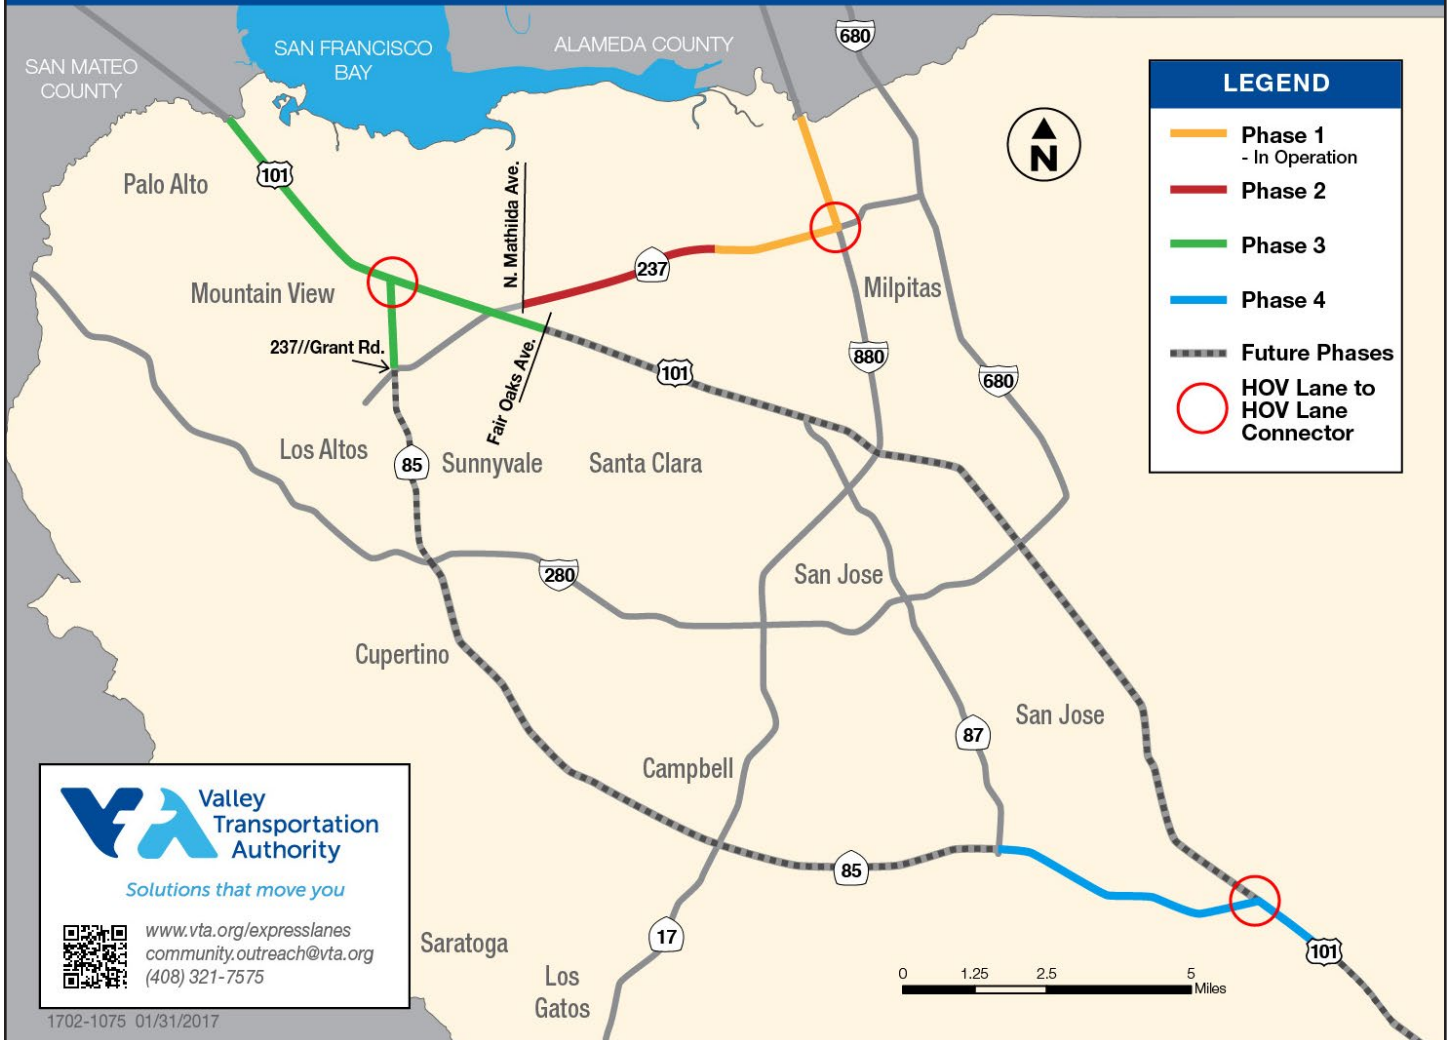 SAN MATEO
COUNTY
SAN FRANCISCO
BAY
ALAMEDA COUNTY
680
LEGEND
Phase 1
- In Operation
Phase 2
Phase 3
Phase 4
Future Phases
HOV Lane to
HOV Lane
Connector
N
Palo Alto
101
N. Mathilda Ave.
237
Mountain View
Milpitas
237//Grant Rd.
Fair Oaks Ave.
101
880
680
Los Altos
85
Sunnyvale
Santa Clara
280
San Jose
Cupertino
San Jose
87
Campbell
85
17
Saratoga
Los
Gatos
101
0 1.25 2.5 5
Miles
VTA
Valley
Transportation
Authority
Solutions that move you
www.vta.org/expresslanes
community.outreach@vta.org
(408) 321-7575
1702-1075 01/31/2017